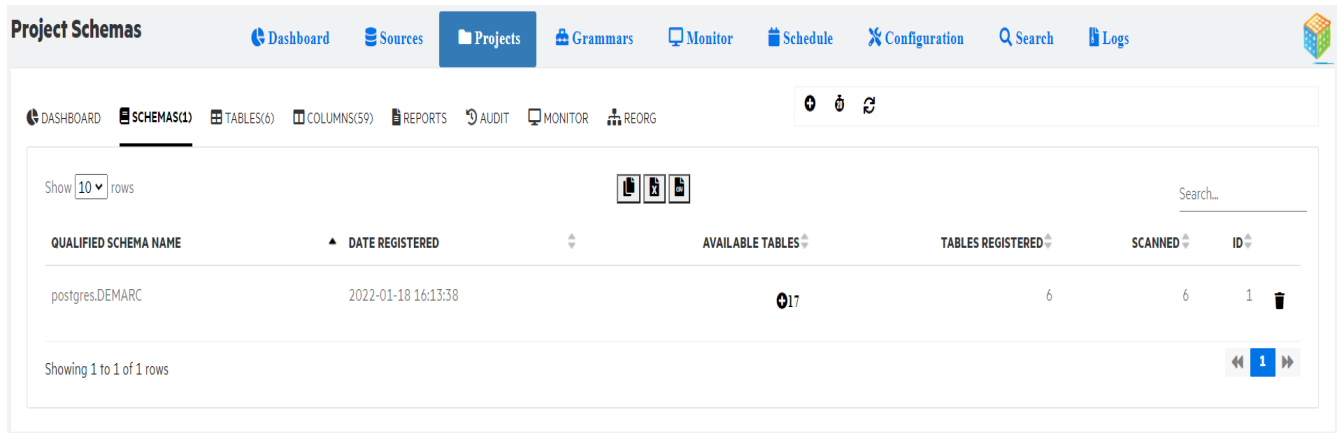 Project Schemas
Dashboard Sources Projects Grammars Monitor Schedule Configuration Search Logs
DASHBOARD SCHEMAS(1) TABLES(6) COLUMNS(59) REPORTS AUDIT MONITOR REORG
Show 10 rows
Search...
QUALIFIED SCHEMA NAME DATE REGISTERED AVAILABLE TABLES TABLES REGISTERED SCANNED ID
postgres.DEMARC 2022-01-18 16:13:38 17 6 6 1
Showing 1 to 1 of 1 rows
1